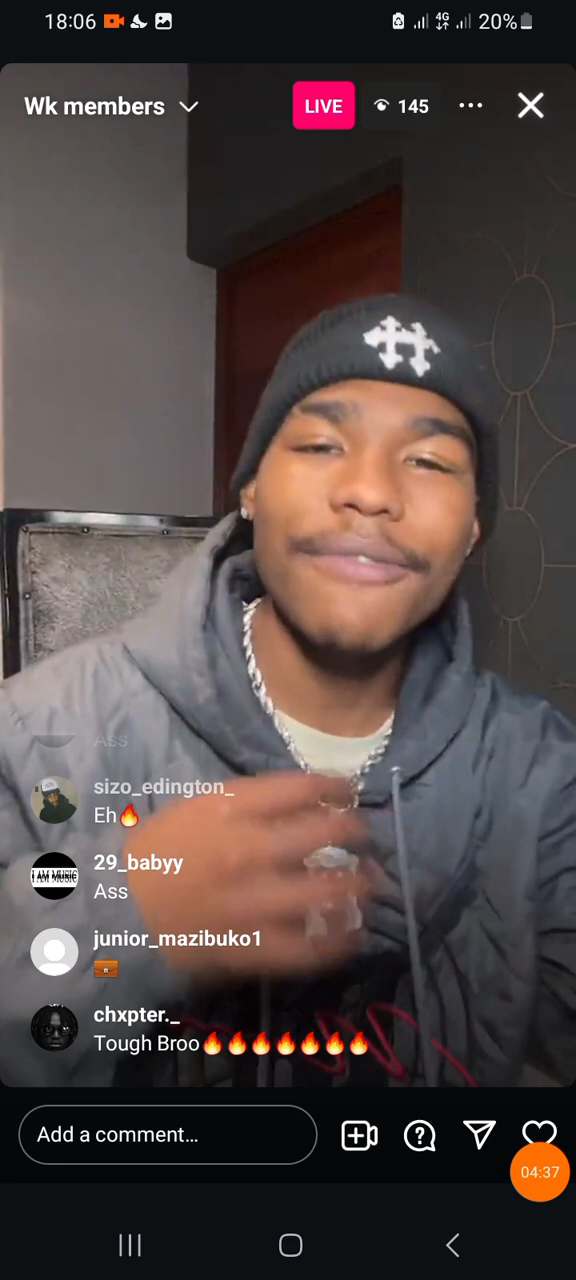 18:06
4G
20%
Wk members
LIVE
145
Ass
sizo_edington_
Eh🔥
29_babyy
I AM MUSIC
Ass
junior_mazibuko1
💼
chxpter._
Tough Broo🔥🔥🔥🔥🔥🔥🔥
Add a comment…
04:37